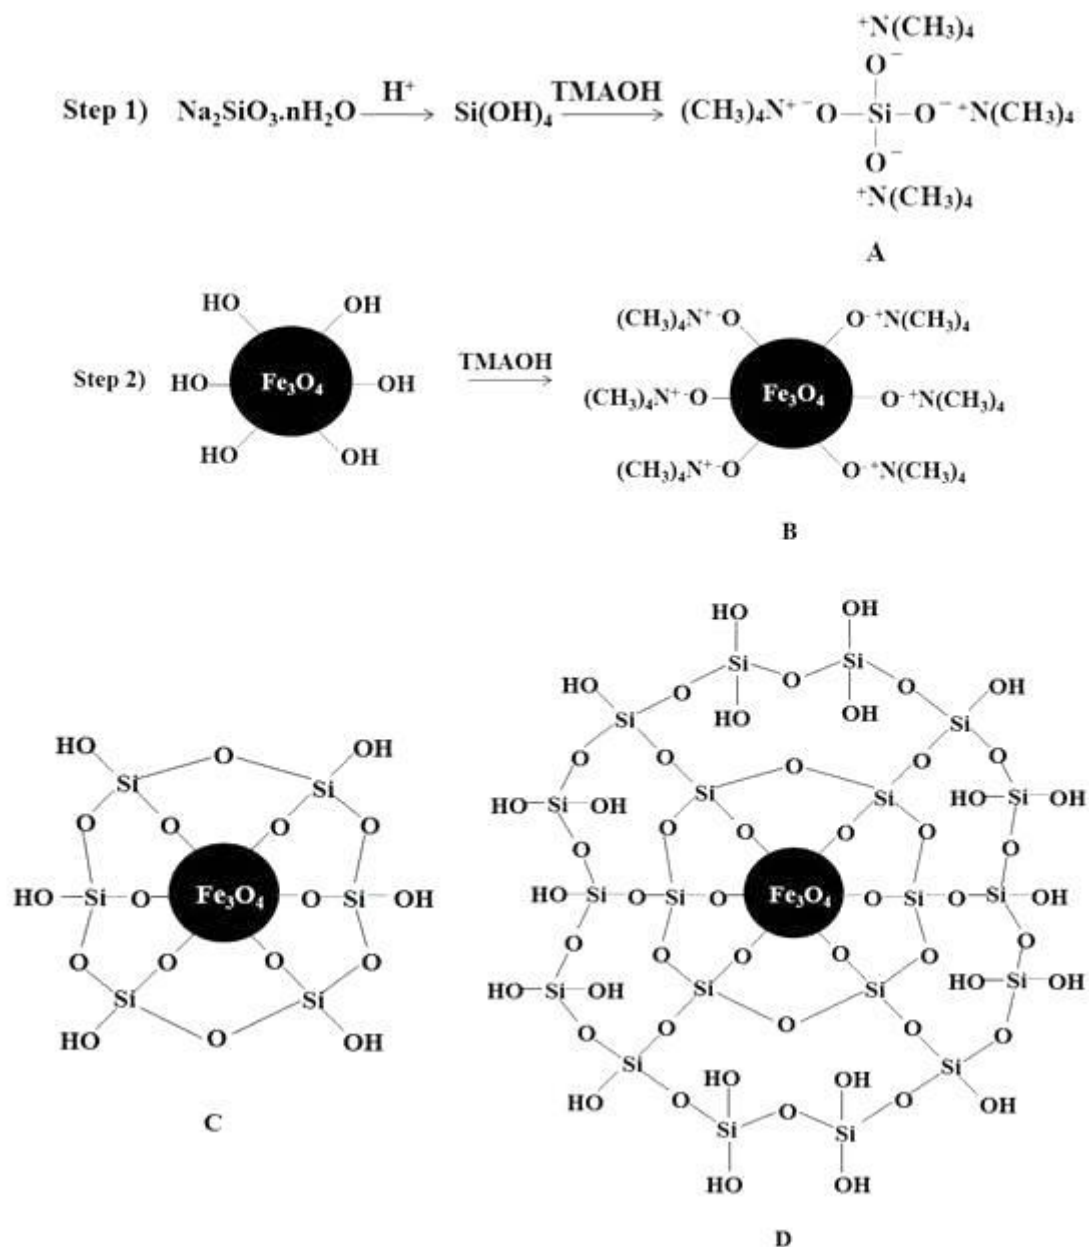 ⁺N(CH₃)₄
O⁻
Step 1) Na₂SiO₃.nH₂O H⁺ Si(OH)₄ TMAOH (CH₃)₄N⁺ ⁻O Si O⁻ ⁺N(CH₃)₄
O⁻
⁺N(CH₃)₄
A
HO OH (CH₃)₄N⁺ ⁻O O⁻ ⁺N(CH₃)₄
Step 2) HO Fe₃O₄ OH TMAOH (CH₃)₄N⁺ ⁻O Fe₃O₄ O⁻ ⁺N(CH₃)₄
HO OH (CH₃)₄N⁺ ⁻O O⁻ ⁺N(CH₃)₄
B
HO O OH
Si Si
O O O O
HO Si O Fe₃O₄ O Si OH
O O O O
Si Si
HO O OH
C
HO OH
Si O Si
HO O HO OH O OH
Si Si
O O O O O
HO Si OH Si Si HO Si OH
O O O O O O
HO Si O Si O Fe₃O₄ O Si O Si OH
O O O O O O
HO Si OH Si Si HO Si OH
O O O O O
Si HO OH Si
HO O O O OH
Si Si
HO OH
D